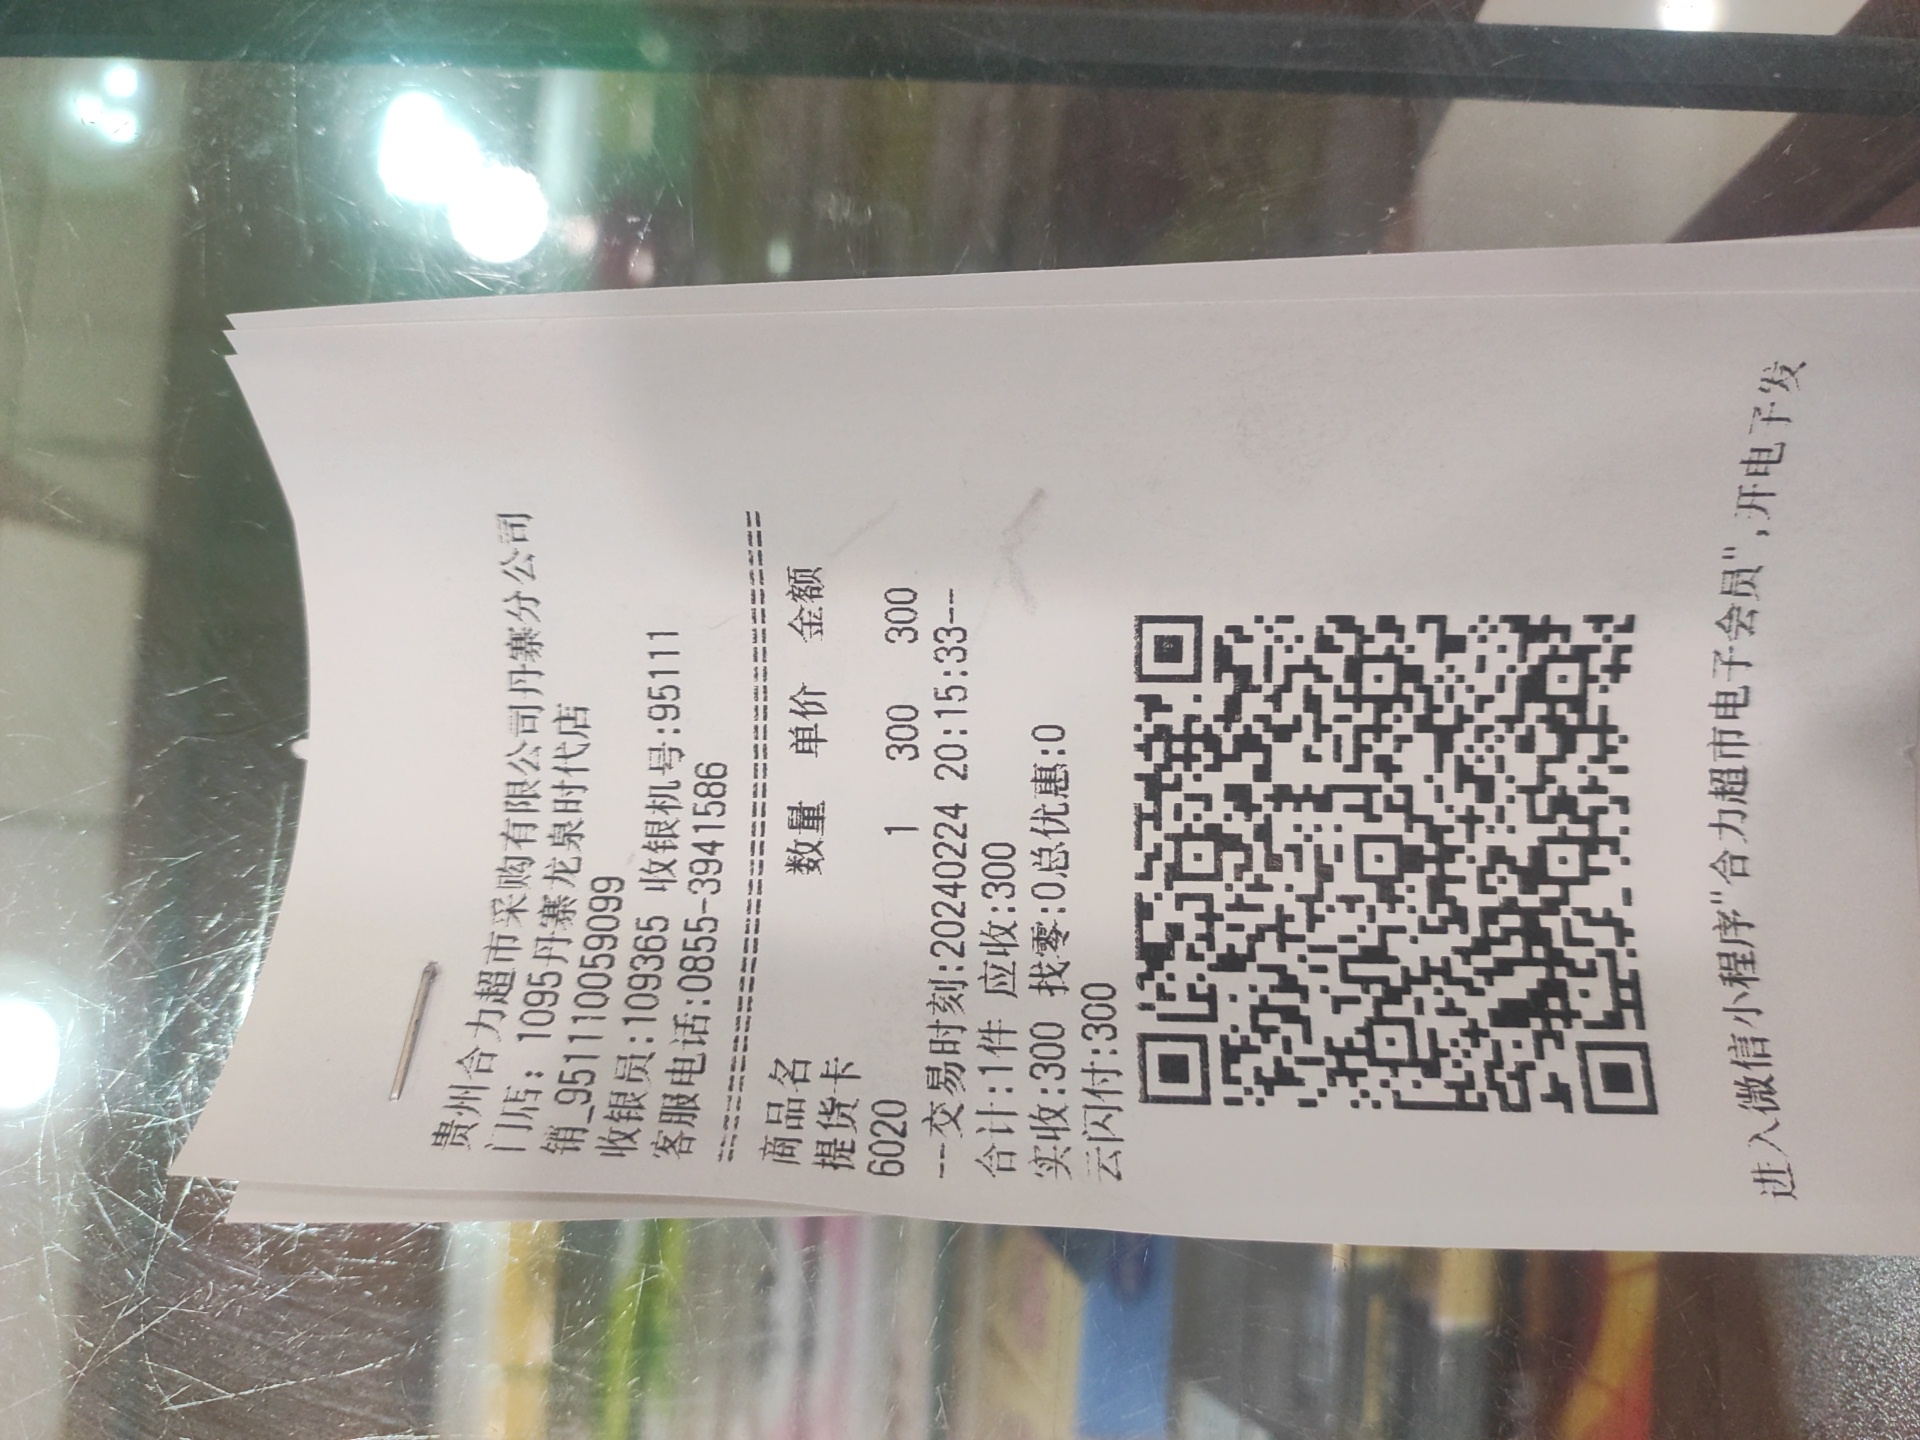 贵州合力超市采购有限公司丹寨分公司
门店：1095丹寨龙泉时代店
销_951110059099
收银员:109365 收银机号:95111
客服电话:0855-3941586
========================================
商品名 数量 单价 金额
提货卡
6020 1 300 300
--交易时刻:20240224 20:15:33--
合计:1件 应收:300
实收:300 找零:0总优惠:0
云闪付:300
进入微信小程序"合力超市电子会员",开电子发